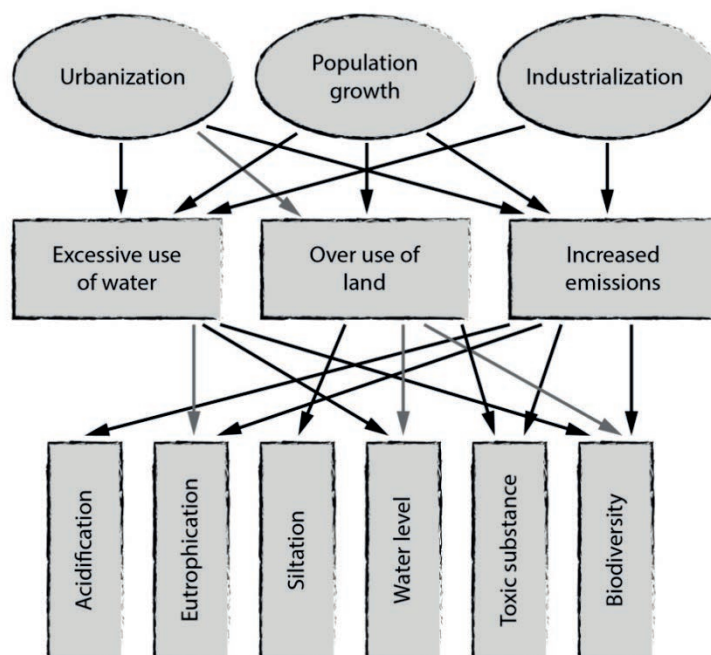 Urbanization
Population
growth
Industrialization
Excessive use
of water
Over use of
land
Increased
emissions
Acidification
Eutrophication
Siltation
Water level
Toxic substance
Biodiversity